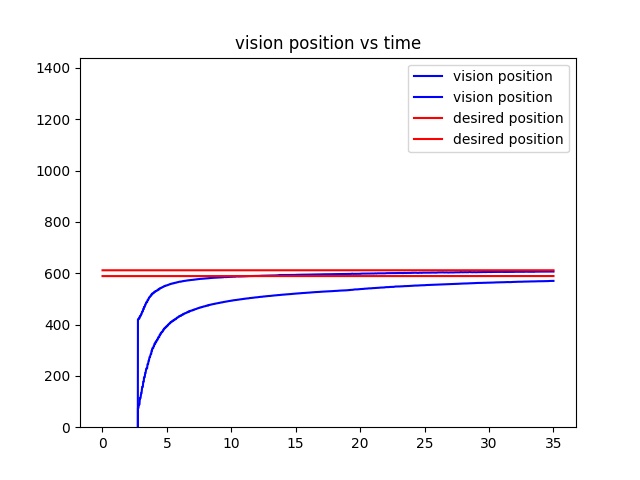 vision position vs time
1400
1200
1000
800
600
400
200
0
vision position
vision position
desired position
desired position
0 5 10 15 20 25 30 35